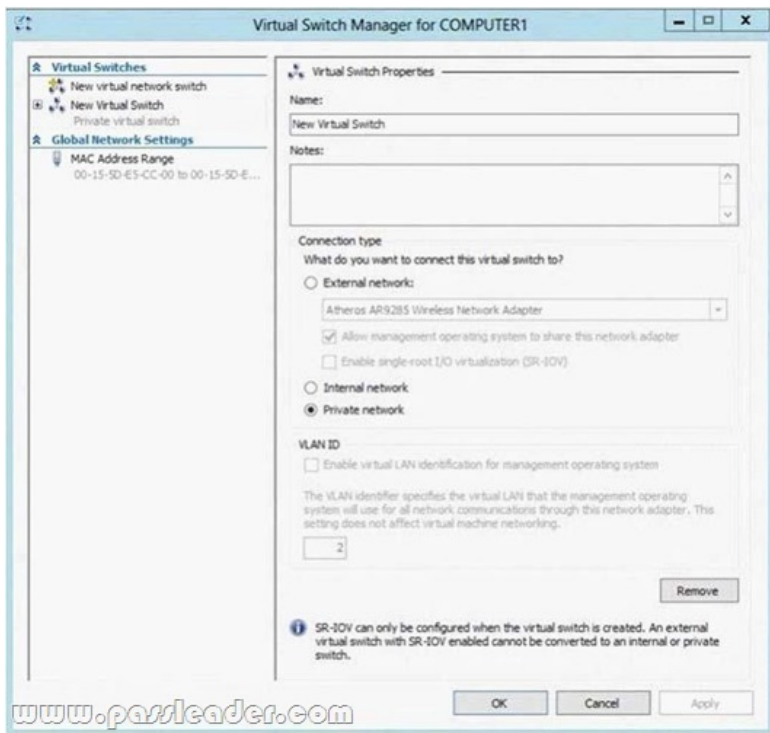 Virtual Switch Manager for COMPUTER1
Virtual Switches
New virtual network switch
New Virtual Switch
Private virtual switch
Global Network Settings
MAC Address Range
00-15-5D-E5-CC-00 to 00-15-5D-E...
Virtual Switch Properties
Name:
New Virtual Switch
Notes:
Connection type
What do you want to connect this virtual switch to?
External network:
Atheros AR9285 Wireless Network Adapter
Allow management operating system to share this network adapter
Enable single-root I/O virtualization (SR-IOV)
Internal network
Private network
VLAN ID
Enable virtual LAN identification for management operating system
The VLAN identifier specifies the virtual LAN that the management operating
system will use for all network communications through this network adapter. This
setting does not affect virtual machine networking.
2
Remove
SR-IOV can only be configured when the virtual switch is created. An external
virtual switch with SR-IOV enabled cannot be converted to an internal or private
switch.
OK
Cancel
Apply
www.passleader.com